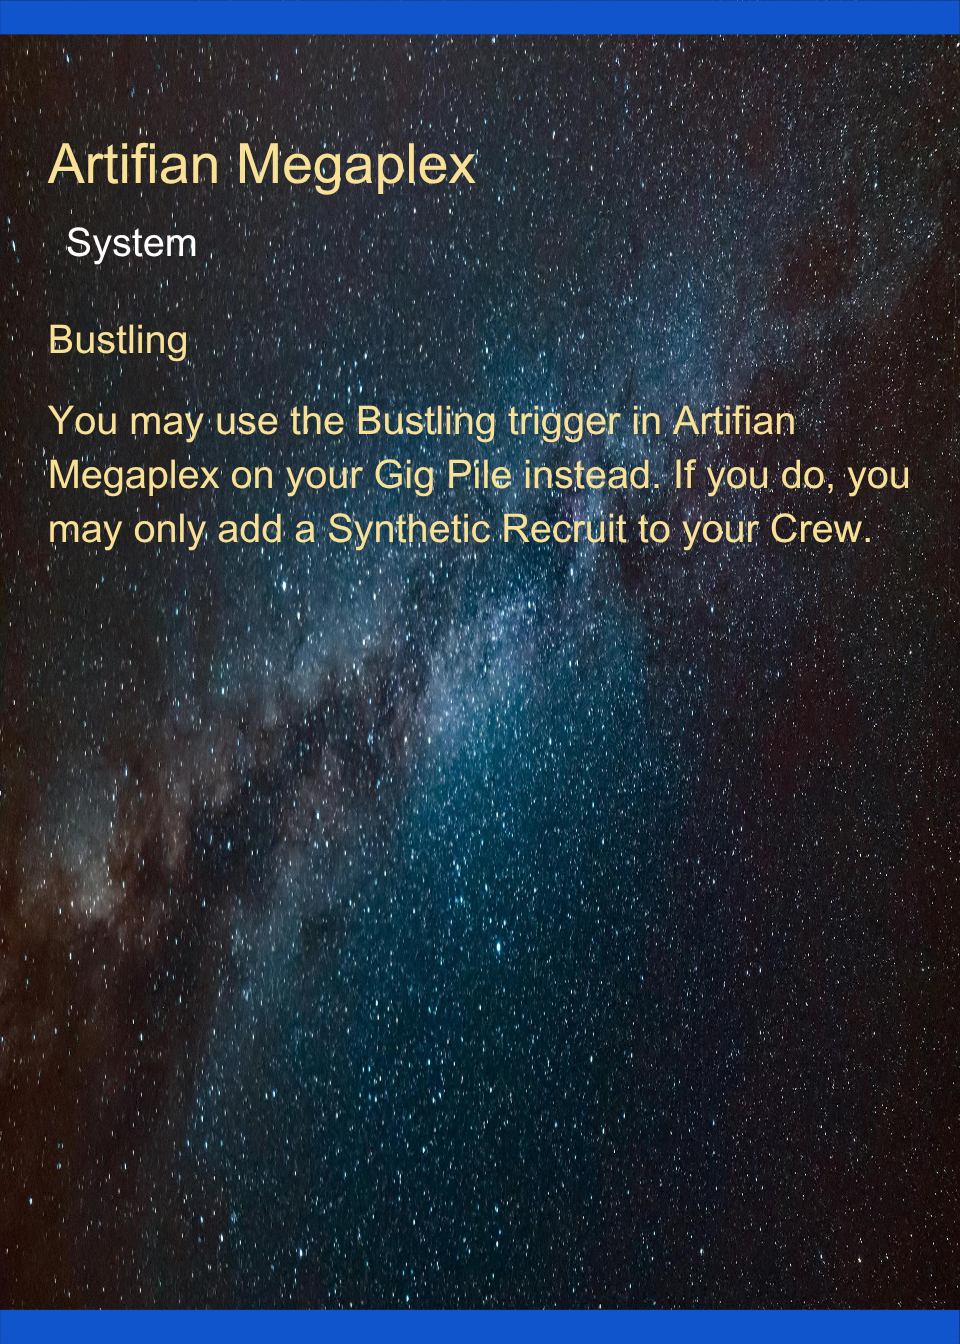 Artifian Megaplex
System
Bustling
You may use the Bustling trigger in Artifian
Megaplex on your Gig Pile instead. If you do, you
may only add a Synthetic Recruit to your Crew.